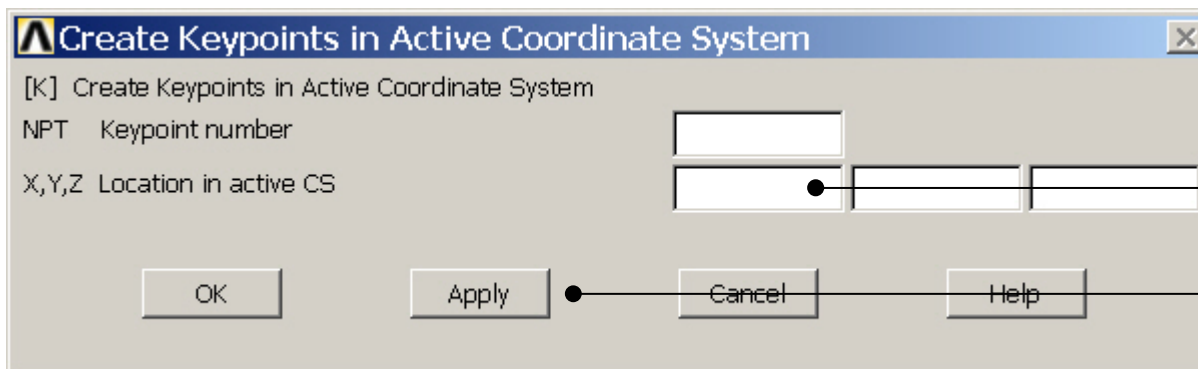 Create Keypoints in Active Coordinate System
[K] Create Keypoints in Active Coordinate System
NPT Keypoint number
X,Y,Z Location in active CS
OK Apply Cancel Help